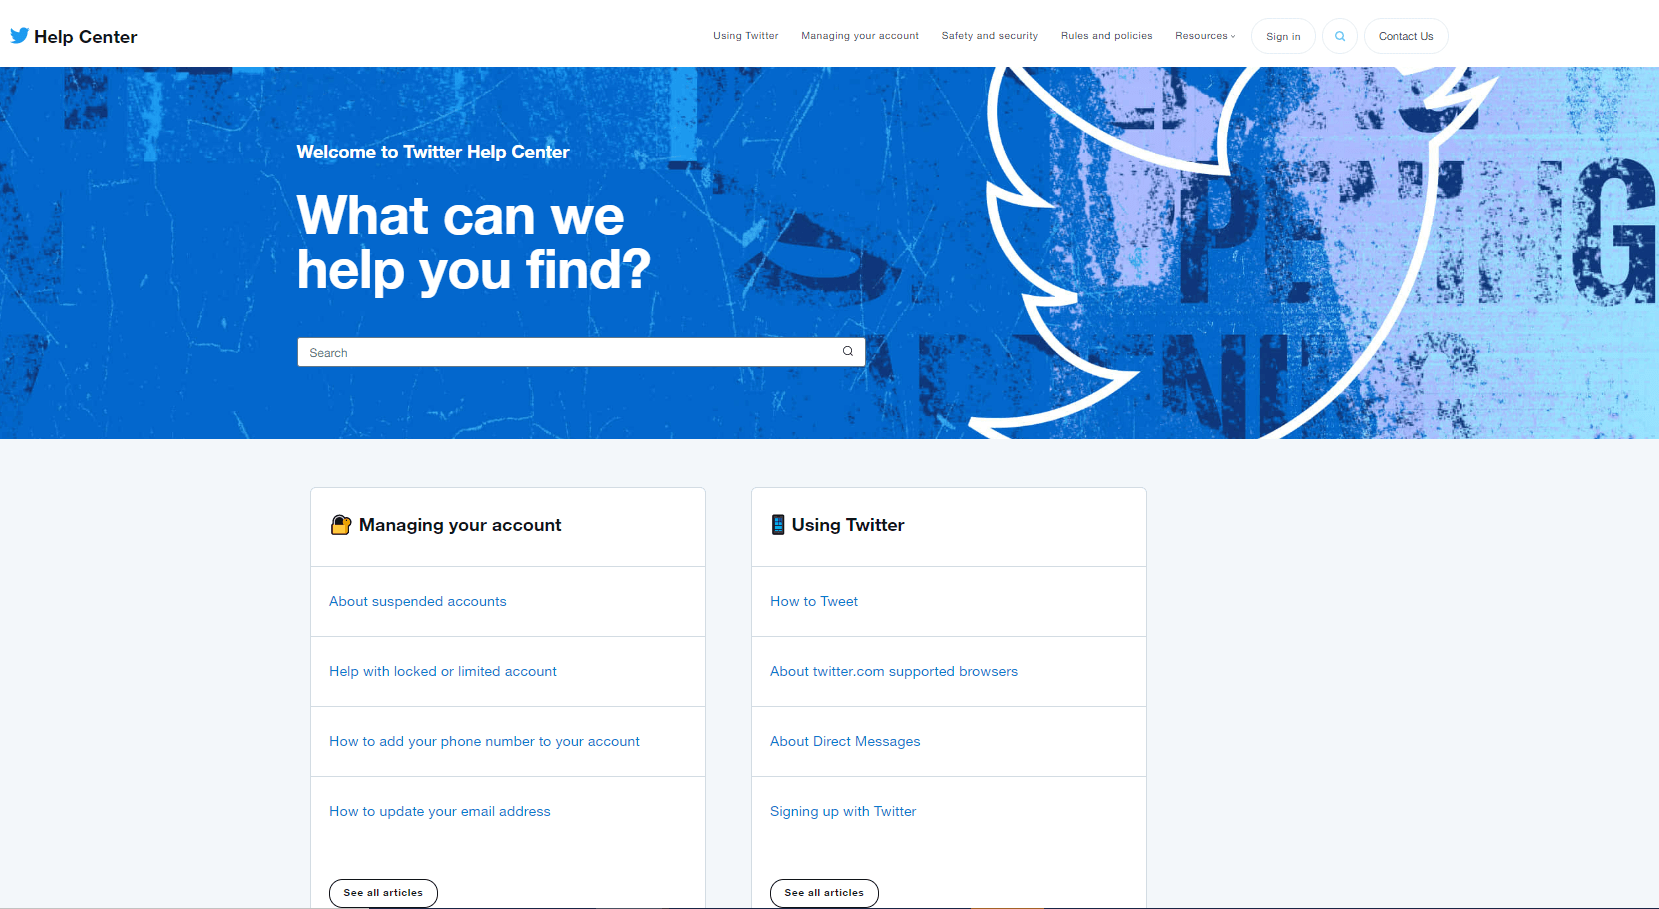 Help Center
Using Twitter
Managing your account
Safety and security
Rules and policies
Resources
Sign in
Contact Us
Welcome to Twitter Help Center
What can we
help you find?
Search
Managing your account
About suspended accounts
Help with locked or limited account
How to add your phone number to your account
How to update your email address
See all articles
Using Twitter
How to Tweet
About twitter.com supported browsers
About Direct Messages
Signing up with Twitter
See all articles